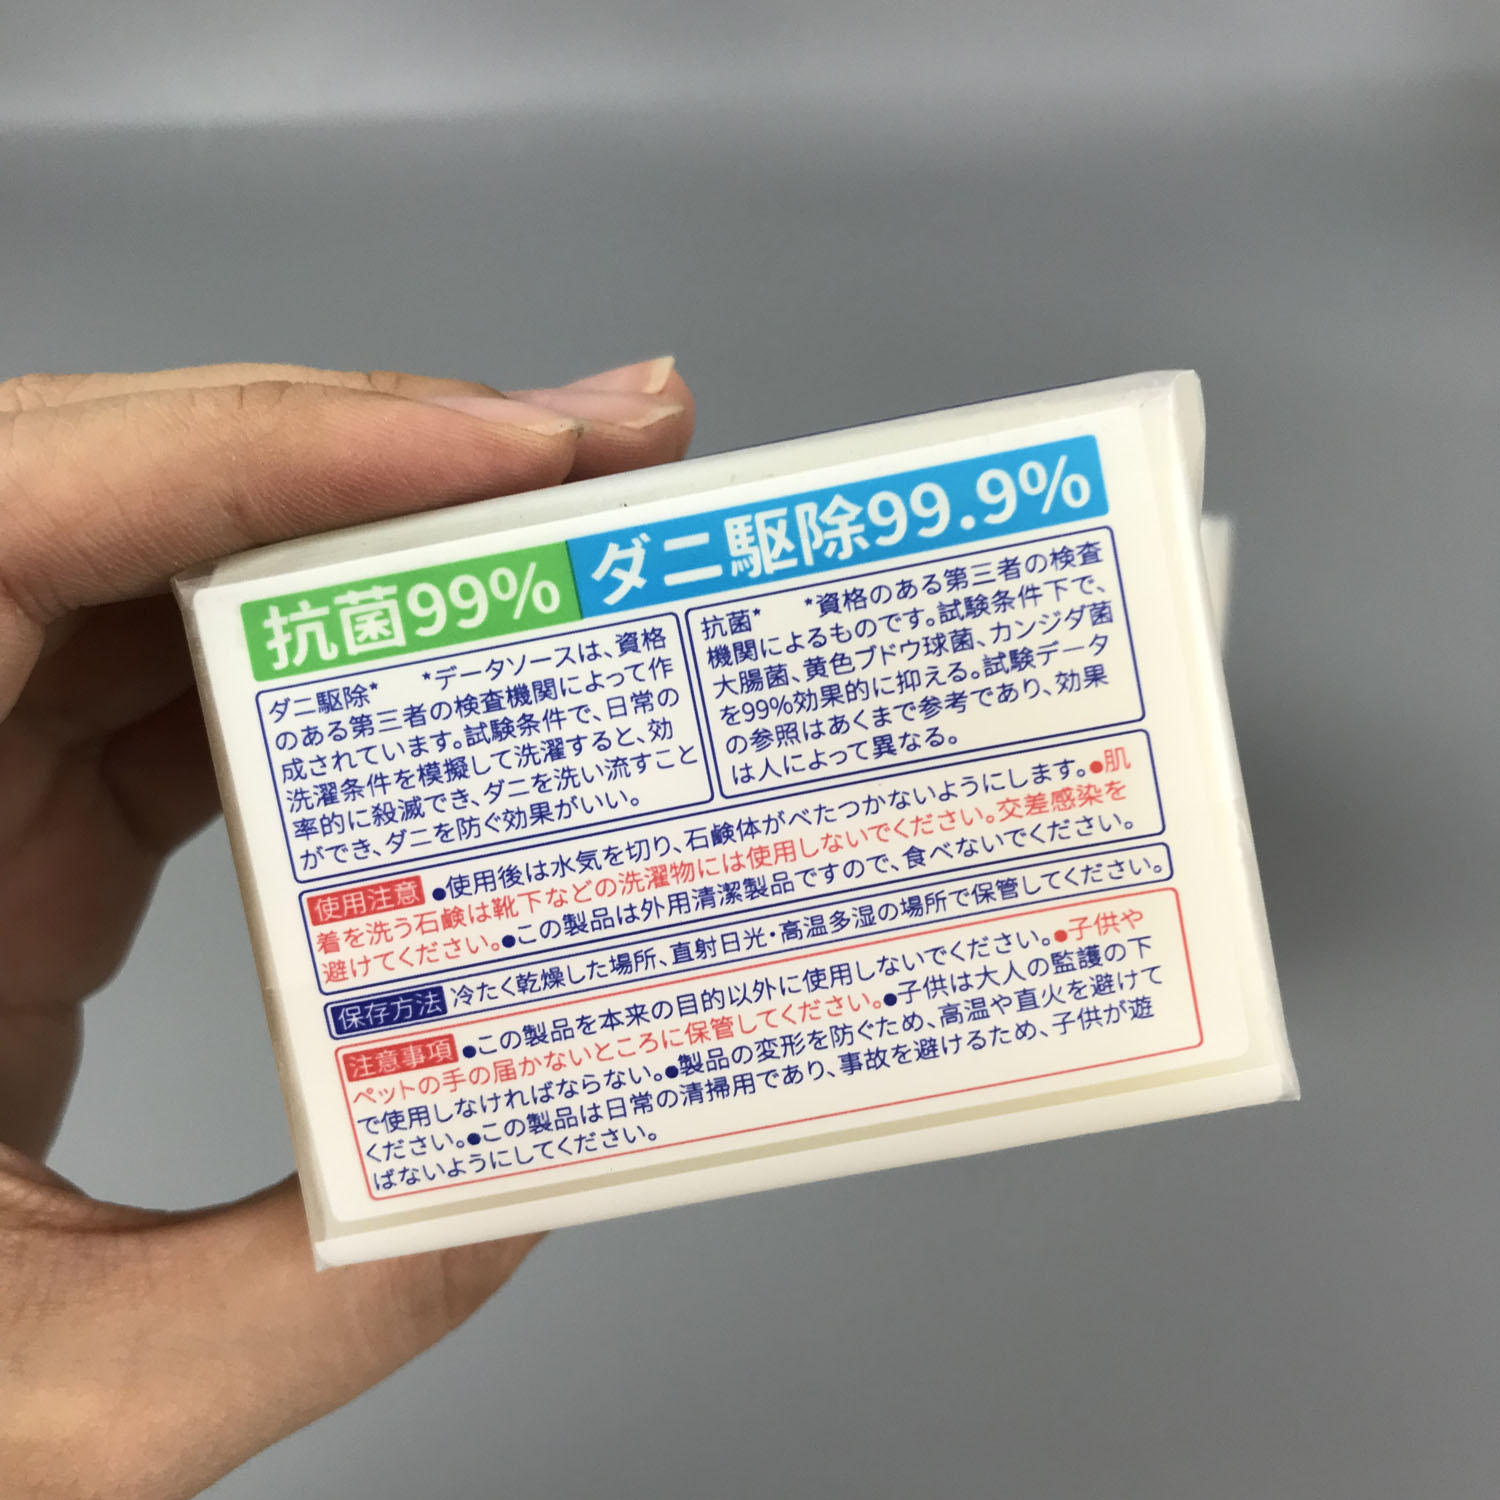 抗菌99% ダニ駆除99.9%
ダニ駆除* *データソースは、資格
のある第三者の検査機関によって作
成されています。試験条件で、日常の
洗濯条件を模擬して洗濯すると、効
率的に殺滅でき、ダニを洗い流すこと
ができ、ダニを防ぐ効果がいい。
抗菌* *資格のある第三者の検査
機関によるものです。試験条件下で、
大腸菌、黄色ブドウ球菌、カンジダ菌
を99%効果的に抑える。試験データ
の参照はあくまで参考であり、効果
は人によって異なる。
使用注意 ●使用後は水気を切り、石鹸体がべたつかないようにします。●肌
着を洗う石鹸は靴下などの洗濯物には使用しないでください。交差感染を
避けてください。●この製品は外用清潔製品ですので、食べないでください。
保存方法 冷たく乾燥した場所、直射日光・高温多湿の場所で保管してください。
注意事項 ●この製品を本来の目的以外に使用しないでください。●子供や
ペットの手の届かないところに保管してください。●子供は大人の監護の下
で使用しなければならない。●製品の変形を防ぐため、高温や直火を避けて
ください。●この製品は日常の清掃用であり、事故を避けるため、子供が遊
ばないようにしてください。